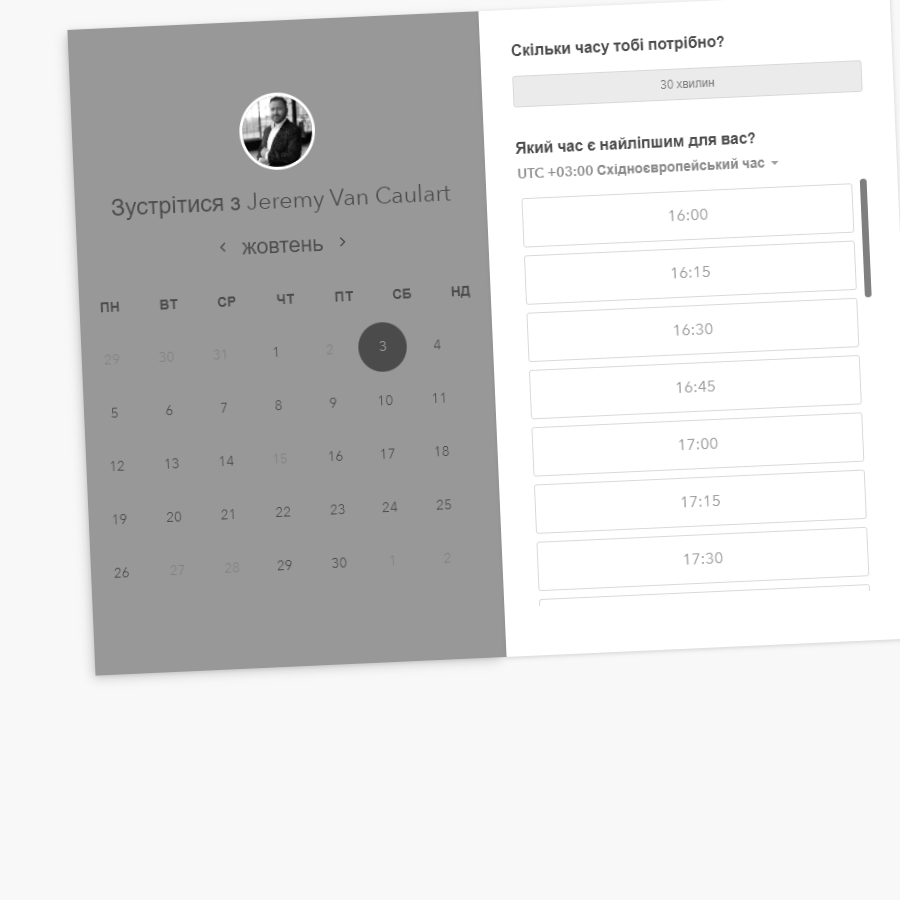 Зустрітися з Jeremy Van Caulart
жовтень
ПН ВТ СР ЧТ ПТ СБ НД
29 30 31 1 2 3 4
5 6 7 8 9 10 11
12 13 14 15 16 17 18
19 20 21 22 23 24 25
26 27 28 29 30 1 2
Скільки часу тобі потрібно?
30 хвилин
Який час є найліпшим для вас?
UTC +03:00 Східноєвропейський час
16:00
16:15
16:30
16:45
17:00
17:15
17:30